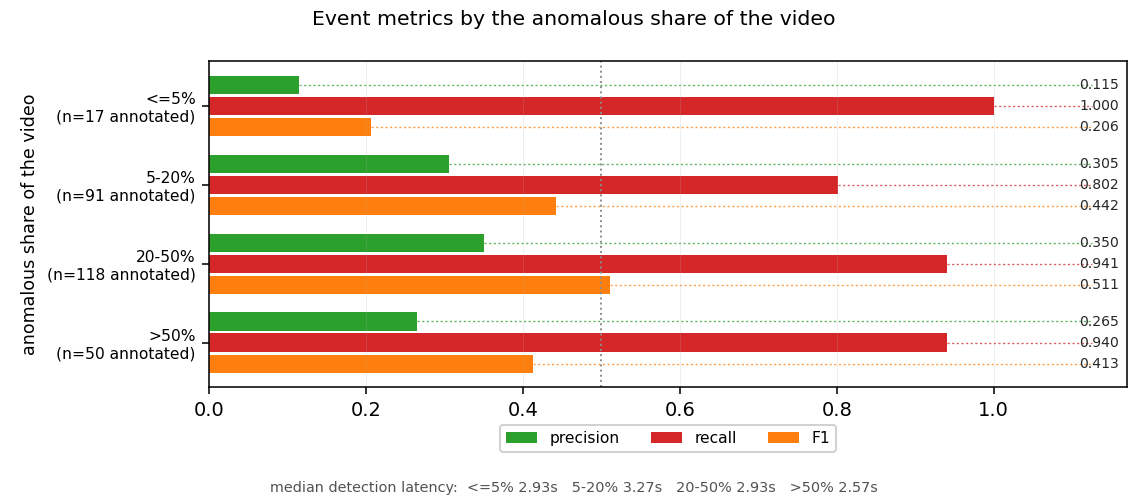 Event metrics by the anomalous share of the video
anomalous share of the video
<=5%
(n=17 annotated)
0.115
1.000
0.206
5-20%
(n=91 annotated)
0.305
0.802
0.442
20-50%
(n=118 annotated)
0.350
0.941
0.511
>50%
(n=50 annotated)
0.265
0.940
0.413
0.0 0.2 0.4 0.6 0.8 1.0
precision recall F1
median detection latency: <=5% 2.93s 5-20% 3.27s 20-50% 2.93s >50% 2.57s